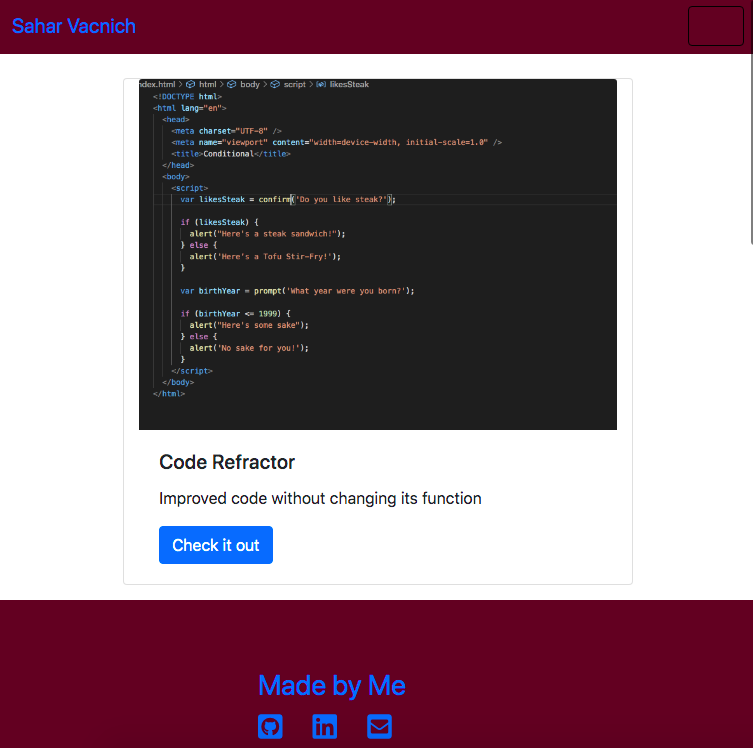 Sahar Vacnich
ndex.html > html > body > script > likesSteak
<!DOCTYPE html>
<html lang="en">
<head>
<meta charset="UTF-8" />
<meta name="viewport" content="width=device-width, initial-scale=1.0" />
<title>Conditional</title>
</head>
<body>
<script>
var likesSteak = confirm('Do you like steak?');
if (likesSteak) {
alert("Here's a steak sandwich!");
} else {
alert('Here's a Tofu Stir-Fry!');
}
var birthYear = prompt('What year were you born?');
if (birthYear <= 1999) {
alert("Here's some sake");
} else {
alert('No sake for you!');
}
</script>
</body>
</html>
Code Refractor
Improved code without changing its function
Check it out
Made by Me